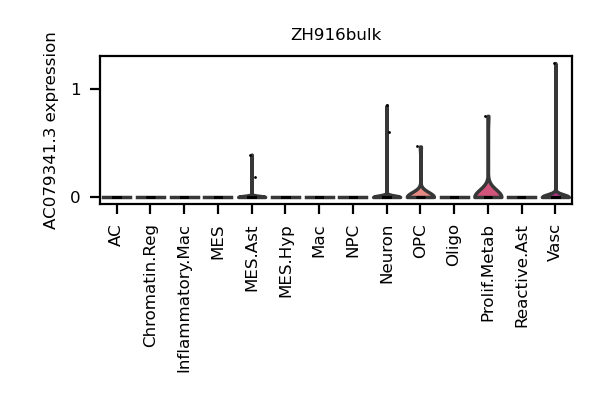 ZH916bulk
AC079341.3 expression
1
0
AC
Chromatin.Reg
Inflammatory.Mac
MES
MES.Ast
MES.Hyp
Mac
NPC
Neuron
OPC
Oligo
Prolif.Metab
Reactive.Ast
Vasc